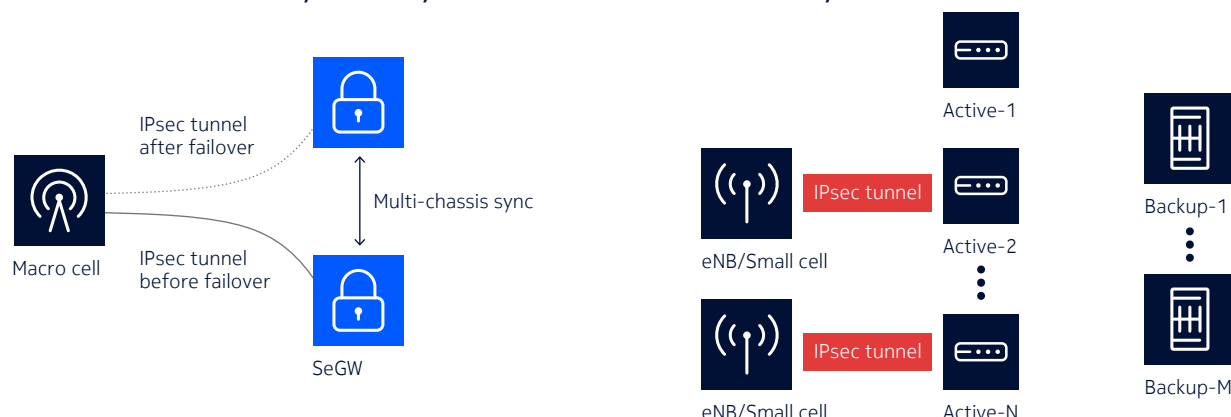 IPsec tunnel
after failover
Multi-chassis sync
Macro cell
IPsec tunnel
before failover
SeGW
Active-1
IPsec tunnel
Backup-1
eNB/Small cell
Active-2
IPsec tunnel
Backup-M
eNB/Small cell
Active-N